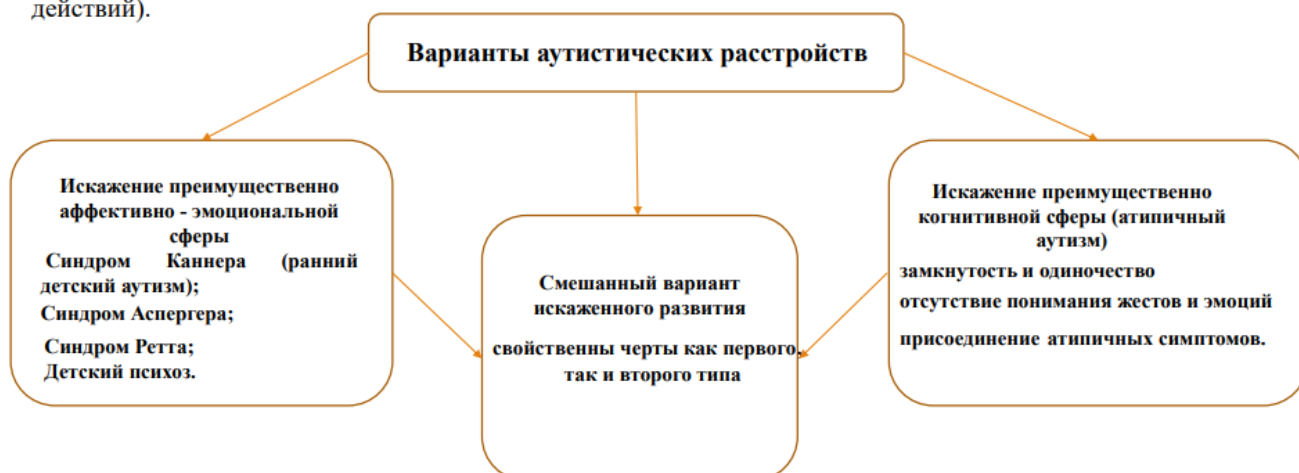 действий).
Варианты аутистических расстройств
Искажение преимущественно
аффективно - эмоциональной
сферы
Синдром Каннера (ранний
детский аутизм);
Синдром Аспергера;
Синдром Ретта;
Детский психоз.
Смешанный вариант
искаженного развития
свойственны черты как первого,
так и второго типа
Искажение преимущественно
когнитивной сферы (атипичный
аутизм)
замкнутость и одиночество
отсутствие понимания жестов и эмоций
присоединение атипичных симптомов.